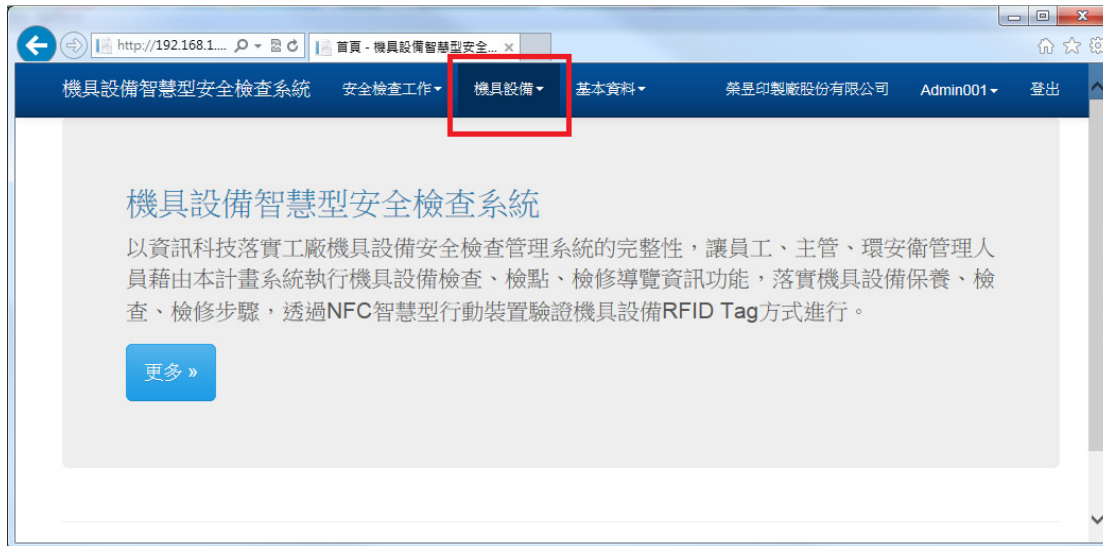 http://192.168.1.... 首頁 - 機具設備智慧型安全...
機具設備智慧型安全檢查系統 安全檢查工作 機具設備 基本資料 榮昱印製廠股份有限公司 Admin001 登出
機具設備智慧型安全檢查系統
以資訊科技落實工廠機具設備安全檢查管理系統的完整性，讓員工、主管、環安衛管理人
員藉由本計畫系統執行機具設備檢查、檢點、檢修導覽資訊功能，落實機具設備保養、檢
查、檢修步驟，透過NFC智慧型行動裝置驗證機具設備RFID Tag方式進行。
更多 »